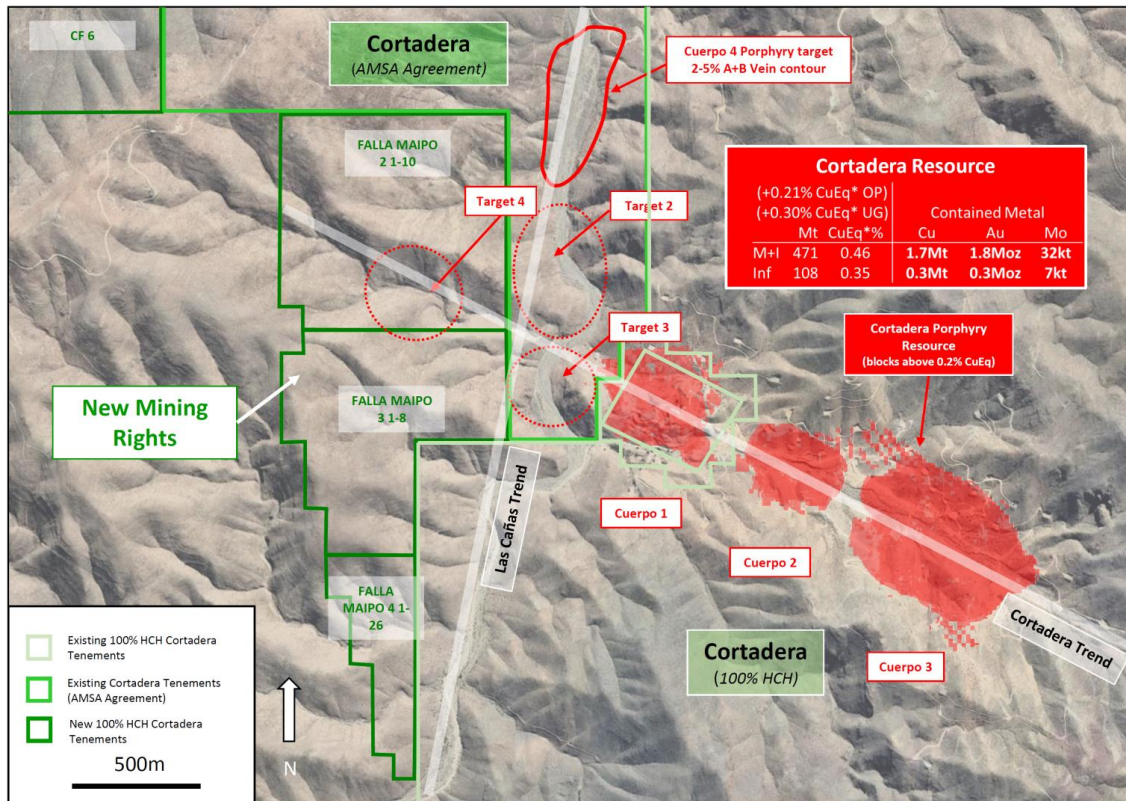 CF 6
Cortadera
(AMSA Agreement)
Cuerpo 4 Porphyry target
2-5% A+B Vein contour
FALLA MAIPO
2 1-10
Target 4
Target 2
Cortadera Resource
(+0.21% CuEq* OP)
(+0.30% CuEq* UG) Contained Metal
Mt CuEq*% Cu Au Mo
M+I 471 0.46 1.7Mt 1.8Moz 32kt
Inf 108 0.35 0.3Mt 0.3Moz 7kt
Target 3
Cortadera Porphyry
Resource
(blocks above 0.2% CuEq)
New Mining
Rights
FALLA MAIPO
3 1-8
Las Cañas Trend
Cuerpo 1
Cuerpo 2
Cuerpo 3
Cortadera Trend
FALLA
MAIPO 4 1-
26
Cortadera
(100% HCH)
Existing 100% HCH Cortadera
Tenements
Existing Cortadera Tenements
(AMSA Agreement)
New 100% HCH Cortadera
Tenements
500m
N